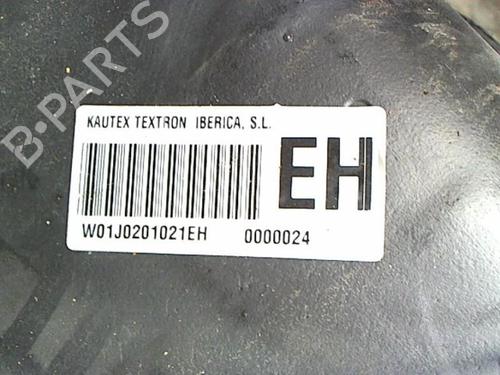 B-PARTS
KAUTEX TEXTRON IBERICA, S.L.
EH
W01J0201021EH 0000024